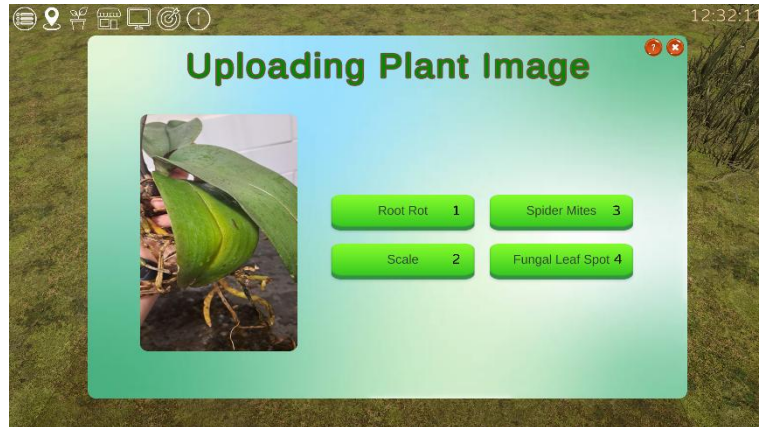 12:32:11
Uploading Plant Image
Root Rot 1
Spider Mites 3
Scale 2
Fungal Leaf Spot 4